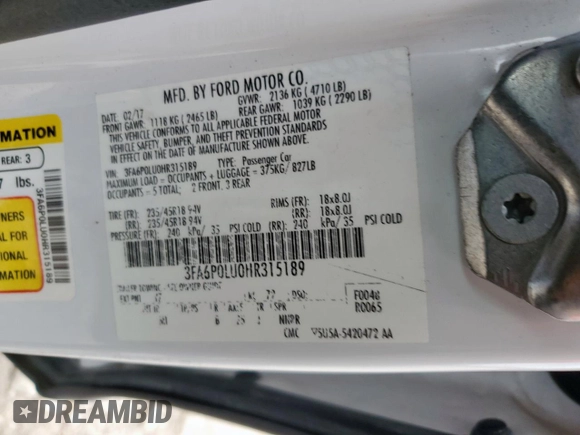 MFD. BY FORD MOTOR CO.
DATE: 02/17 GVWR: 2136 KG ( 4710 LB)
FRONT GAWR: 1118 KG ( 2465 LB) REAR GAWR: 1039 KG ( 2290 LB)
THIS VEHICLE CONFORMS TO ALL APPLICABLE FEDERAL MOTOR
VEHICLE SAFETY, BUMPER, AND THEFT PREVENTION STANDARDS
IN EFFECT ON THE DATE OF MANUFACTURE SHOWN ABOVE.
VIN: 3FA6P0LU0HR315189 TYPE: Passenger Car
MAXIMUM LOAD = OCCUPANTS + LUGGAGE = 375KG/ 827LB
OCCUPANTS = 5 TOTAL; 2 FRONT, 3 REAR
TIRE (FR): 235/45R18 94V RIMS (FR): 18x8.0J
(RR): 235/45R18 94V (RR): 18x8.0J
PRESSURE (FR): 240 kPa/ 35 PSI COLD (RR): 240 kPa/ 35 PSI COLD
3FA6P0LU0HR315189
F0048
R0065
NNPR
CMC 5U5A-5420472 AA
RMATION
REAR: 3
7 lbs.
3FA6P0LU0HR315189
NERS
TO
IONAL
MATION
DREAMBID